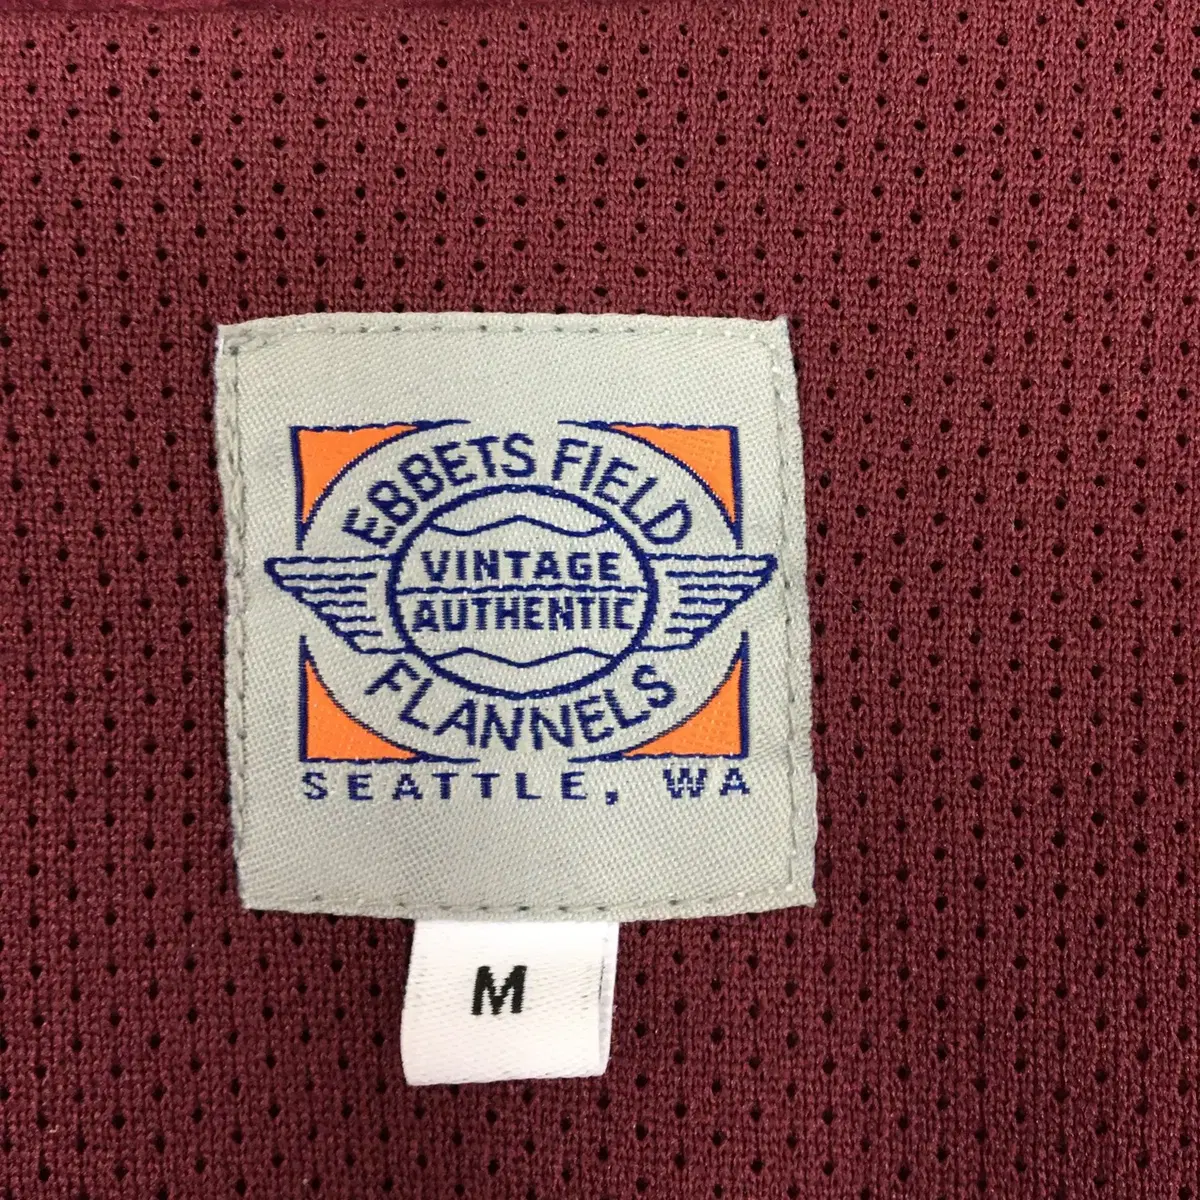 EBBETS FIELD
VINTAGE
AUTHENTIC
FLANNELS
SEATTLE, WA
M